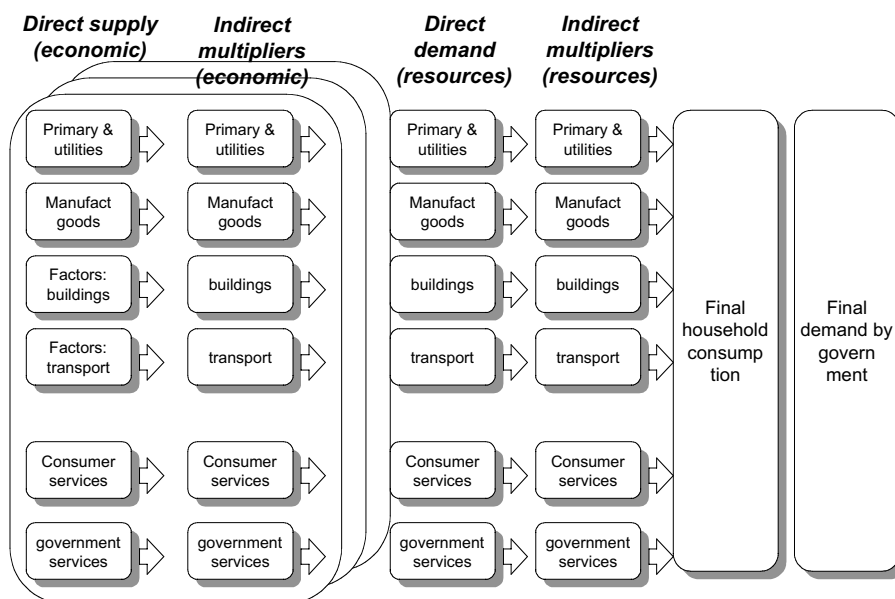 Direct supply
(economic)
Indirect
multipliers
(economic)
Direct
demand
(resources)
Indirect
multipliers
(resources)
Primary &
utilities
Primary &
utilities
Primary &
utilities
Primary &
utilities
Manufact
goods
Manufact
goods
Manufact
goods
Manufact
goods
Factors:
buildings
buildings
buildings
buildings
Factors:
transport
transport
transport
transport
Consumer
services
Consumer
services
Consumer
services
Consumer
services
government
services
government
services
government
services
government
services
Final
household
consump
tion
Final
demand by
govern
ment